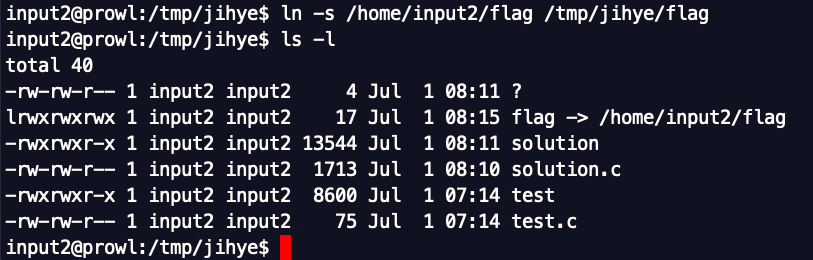 input2@prowl:/tmp/jihye$ ln -s /home/input2/flag /tmp/jihye/flag
input2@prowl:/tmp/jihye$ ls -l
total 40
-rw-rw-r-- 1 input2 input2     4 Jul  1 08:11 ?
lrwxrwxrwx 1 input2 input2    17 Jul  1 08:15 flag -> /home/input2/flag
-rwxrwxr-x 1 input2 input2 13544 Jul  1 08:11 solution
-rw-rw-r-- 1 input2 input2  1713 Jul  1 08:10 solution.c
-rwxrwxr-x 1 input2 input2  8600 Jul  1 07:14 test
-rw-rw-r-- 1 input2 input2    75 Jul  1 07:14 test.c
input2@prowl:/tmp/jihye$